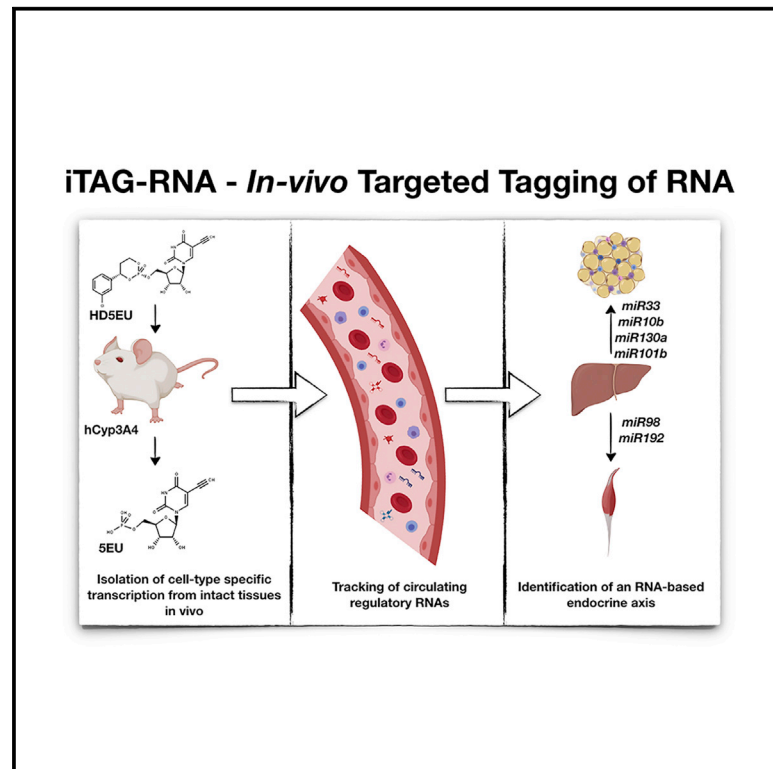 iTAG-RNA - In-vivo Targeted Tagging of RNA
HD5EU
hCyp3A4
5EU
Isolation of cell-type specific
transcription from intact tissues
in vivo
Tracking of circulating
regulatory RNAs
miR33
miR10b
miR130a
miR101b
miR98
miR192
Identification of an RNA-based
endocrine axis